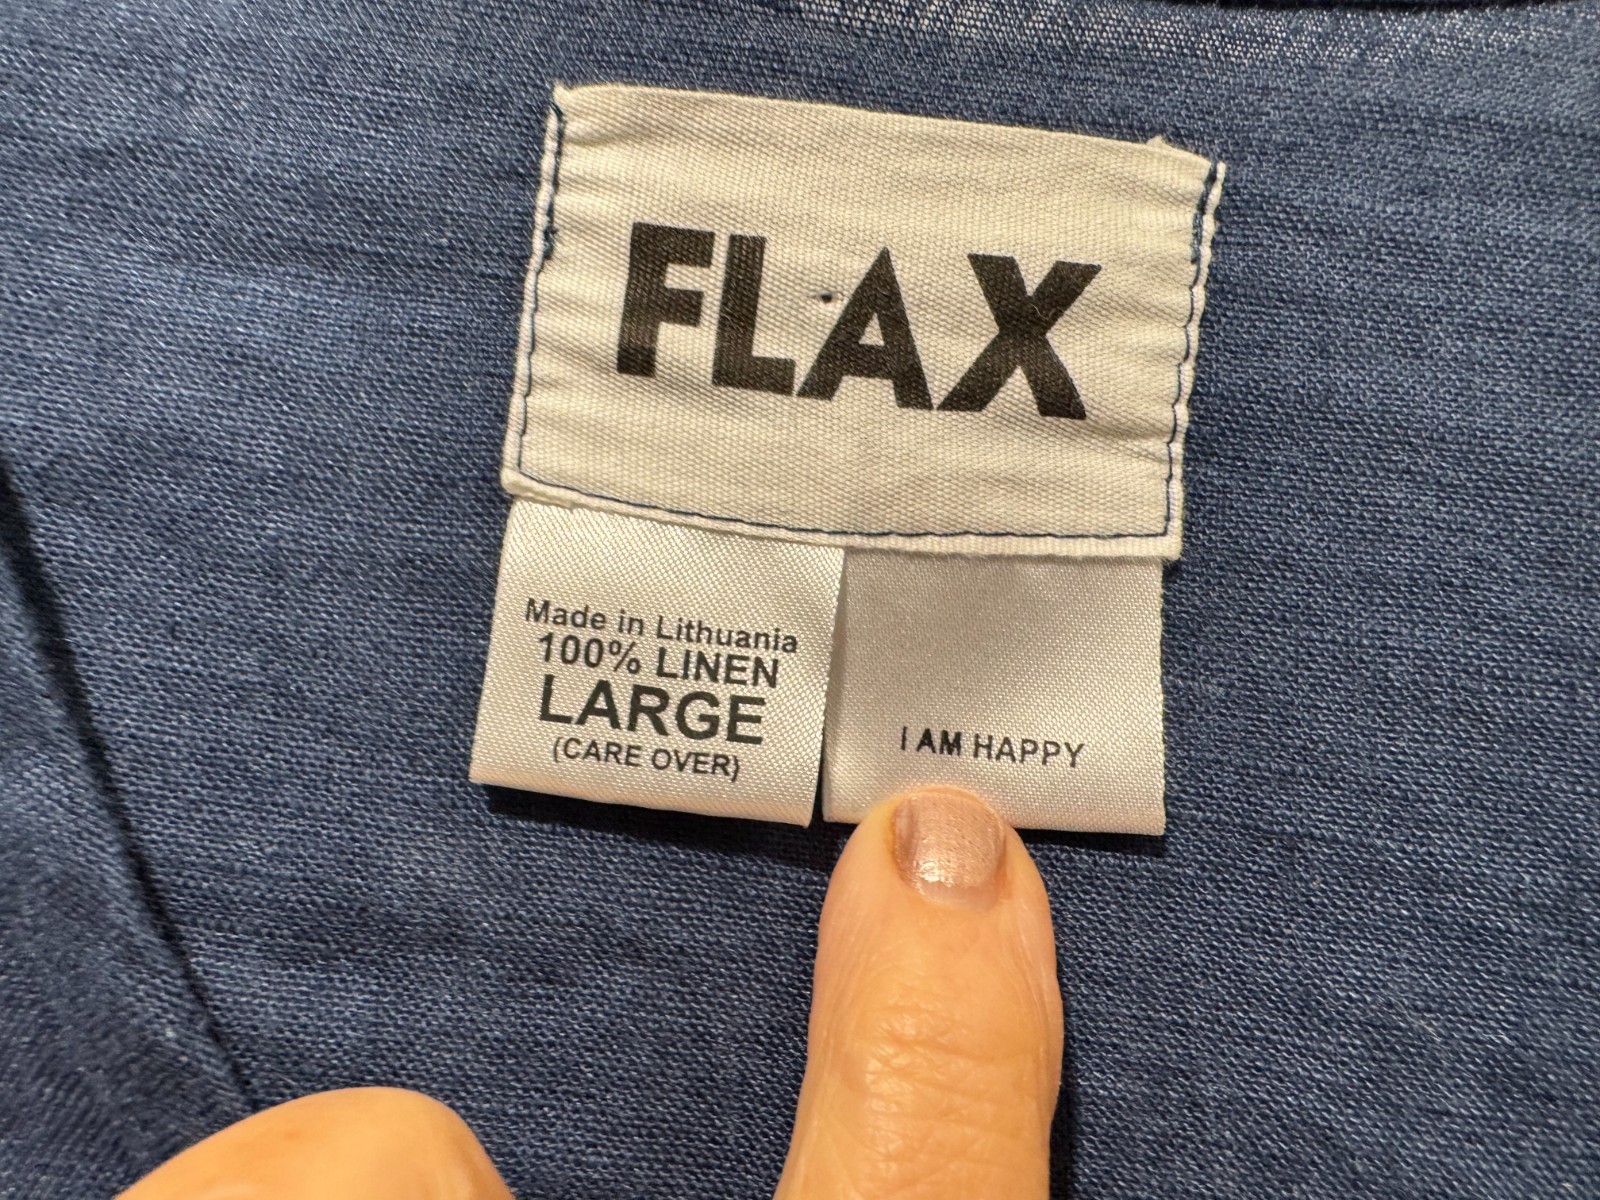 FLAX
Made in Lithuania
100% LINEN
LARGE
(CARE OVER)
I AM HAPPY